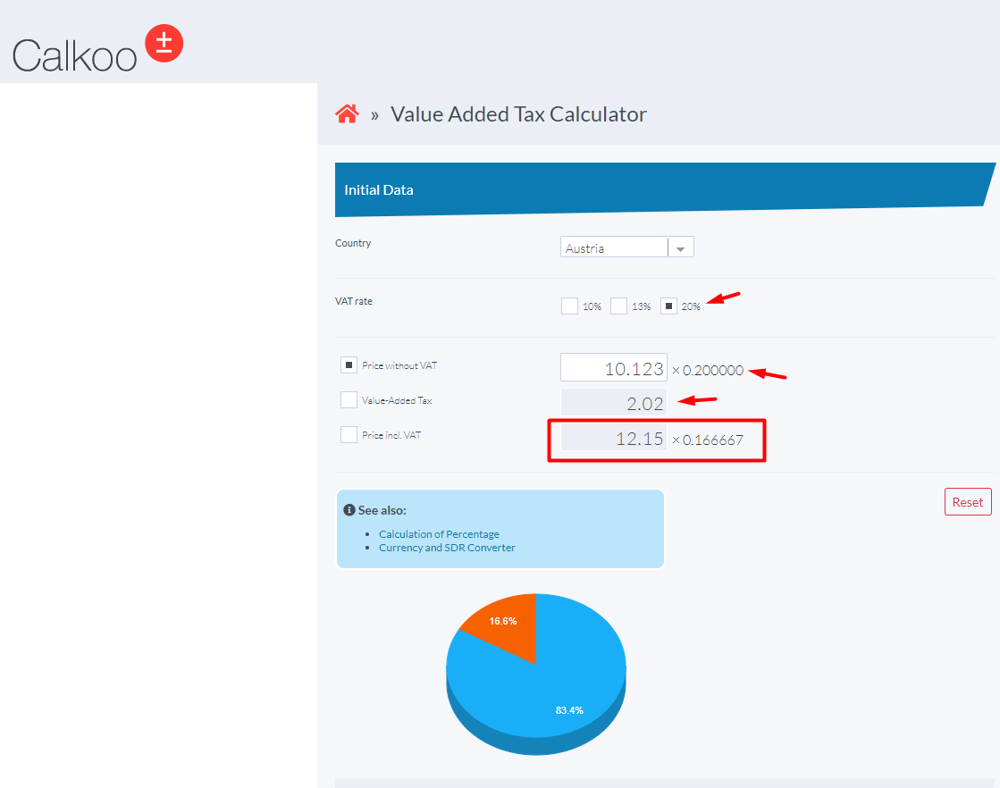 Calkoo ±
» Value Added Tax Calculator
Initial Data
Country
Austria
VAT rate
10% 13% 20%
Price without VAT
10.123 × 0.200000
Value-Added Tax
2.02
Price incl. VAT
12.15 × 0.166667
See also:
Calculation of Percentage
Currency and SDR Converter
Reset
16.6%
83.4%